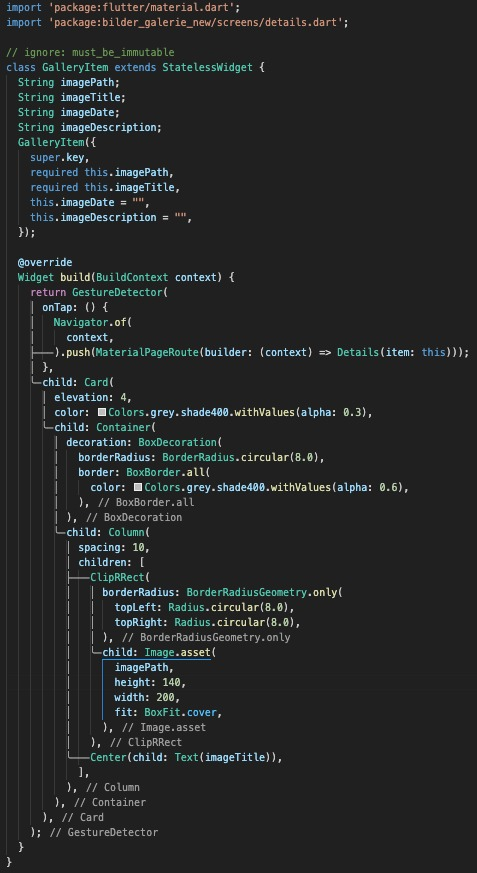 import 'package:flutter/material.dart';
import 'package:bilder_galerie_new/screens/details.dart';

// ignore: must_be_immutable
class GalleryItem extends StatelessWidget {
  String imagePath;
  String imageTitle;
  String imageDate;
  String imageDescription;
  GalleryItem({
    super.key,
    required this.imagePath,
    required this.imageTitle,
    this.imageDate = "",
    this.imageDescription = "",
  });

  @override
  Widget build(BuildContext context) {
    return GestureDetector(
      onTap: () {
        Navigator.of(
          context,
        ).push(MaterialPageRoute(builder: (context) => Details(item: this)));
      },
      child: Card(
        elevation: 4,
        color: Colors.grey.shade400.withValues(alpha: 0.3),
        child: Container(
          decoration: BoxDecoration(
            borderRadius: BorderRadius.circular(8.0),
            border: BoxBorder.all(
              color: Colors.grey.shade400.withValues(alpha: 0.6),
            ), // BoxBorder.all
          ), // BoxDecoration
          child: Column(
            spacing: 10,
            children: [
              ClipRRect(
                borderRadius: BorderRadiusGeometry.only(
                  topLeft: Radius.circular(8.0),
                  topRight: Radius.circular(8.0),
                ), // BorderRadiusGeometry.only
                child: Image.asset(
                  imagePath,
                  height: 140,
                  width: 200,
                  fit: BoxFit.cover,
                ), // Image.asset
              ), // ClipRRect
              Center(child: Text(imageTitle)),
            ],
          ), // Column
        ), // Container
      ), // Card
    ); // GestureDetector
  }
}